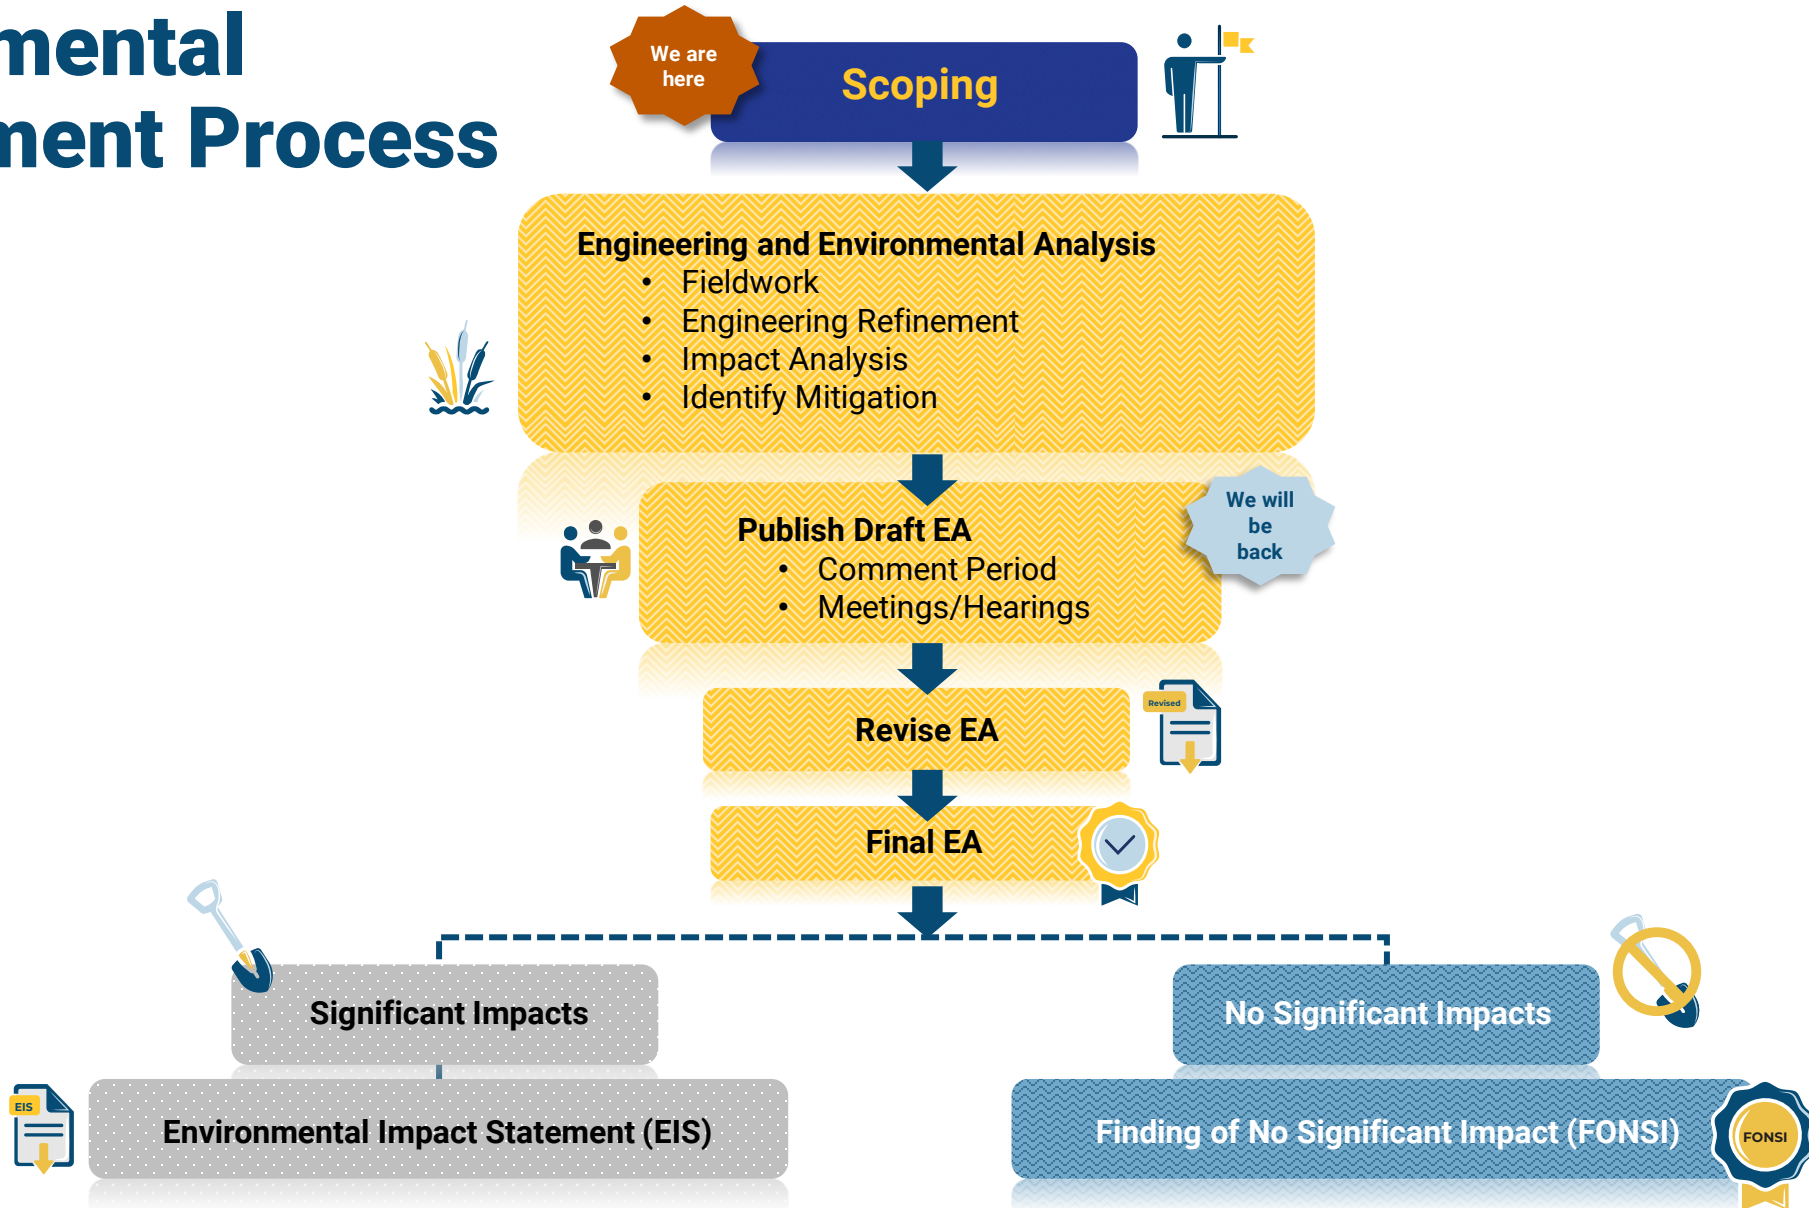 mental
ment Process
We are
here
Scoping
Engineering and Environmental Analysis
• Fieldwork
• Engineering Refinement
• Impact Analysis
• Identify Mitigation
We will
be
back
Publish Draft EA
• Comment Period
• Meetings/Hearings
Revise EA
Revised
Final EA
Significant Impacts
No Significant Impacts
EIS
Environmental Impact Statement (EIS)
Finding of No Significant Impact (FONSI)
FONSI